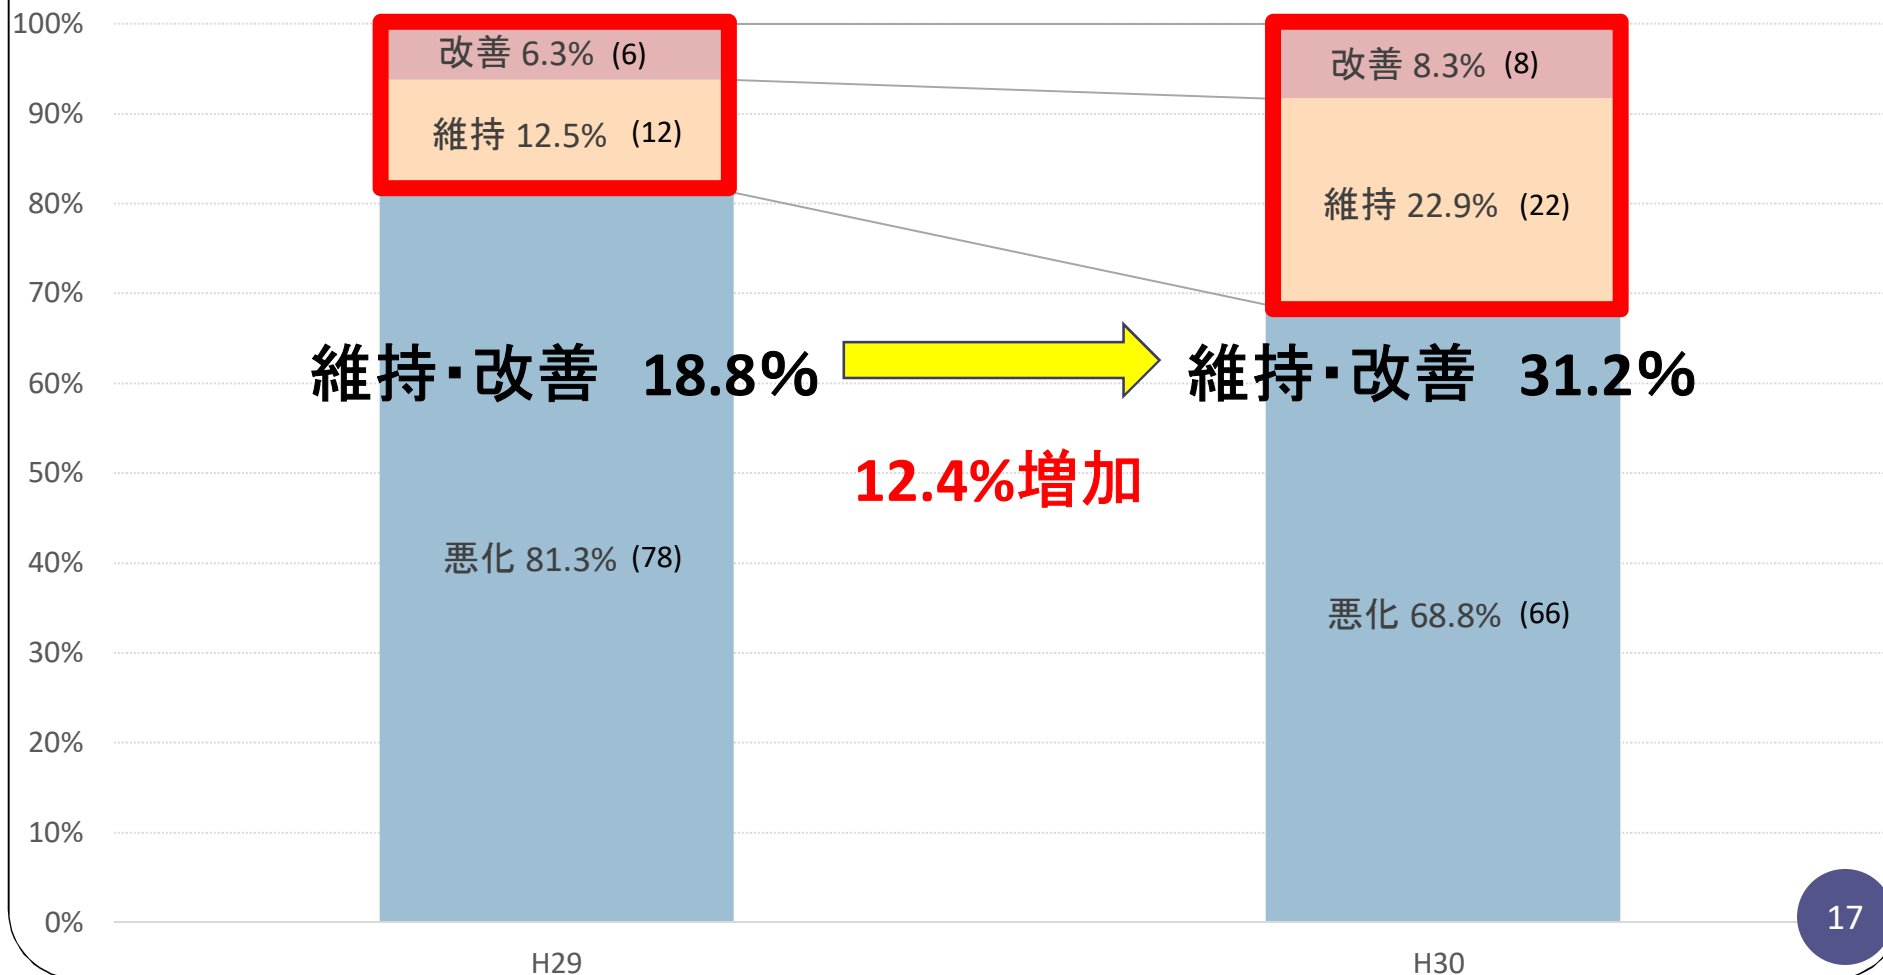 100%
90%
80%
70%
60%
50%
40%
30%
20%
10%
0%
改善 6.3% (6)
維持 12.5% (12)
維持・改善 18.8%
悪化 81.3% (78)
12.4%増加
改善 8.3% (8)
維持 22.9% (22)
維持・改善 31.2%
悪化 68.8% (66)
H29
H30
17